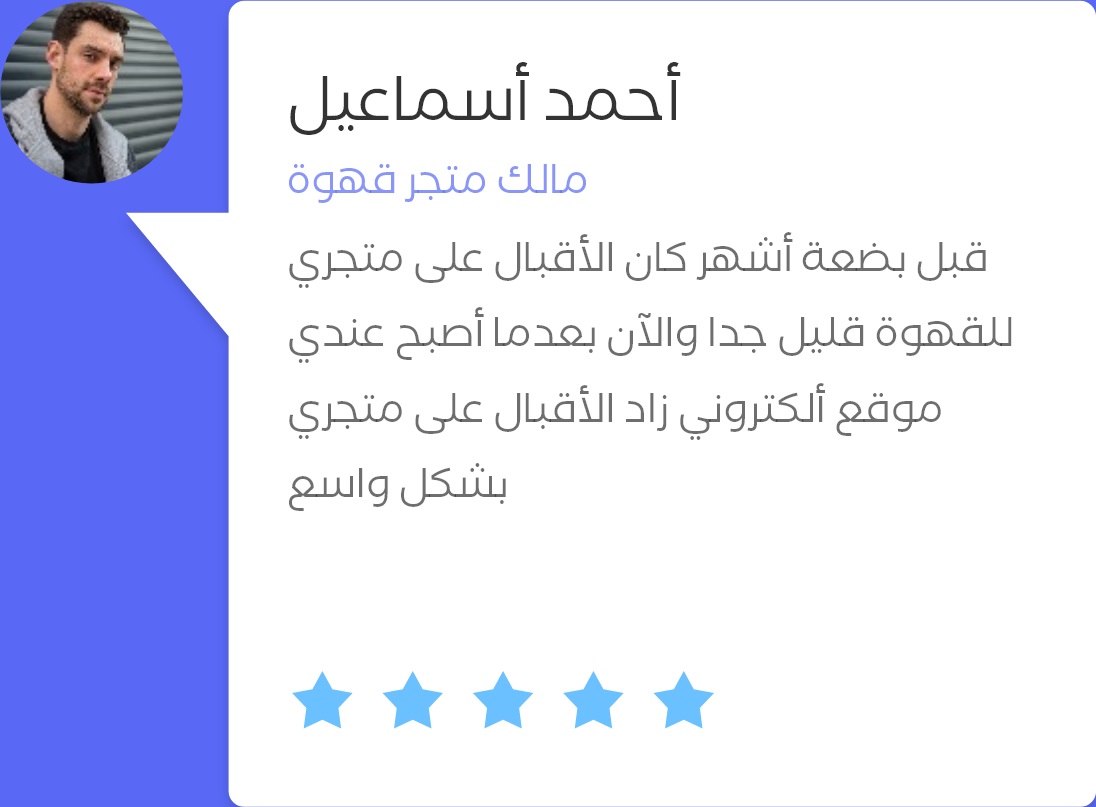 أحمد أسماعيل
مالك متجر قهوة
قبل بضعة أشهر كان الأقبال على متجري
للقهوة قليل جدا والآن بعدما أصبح عندي
موقع ألكتروني زاد الأقبال على متجري
بشكل واسع